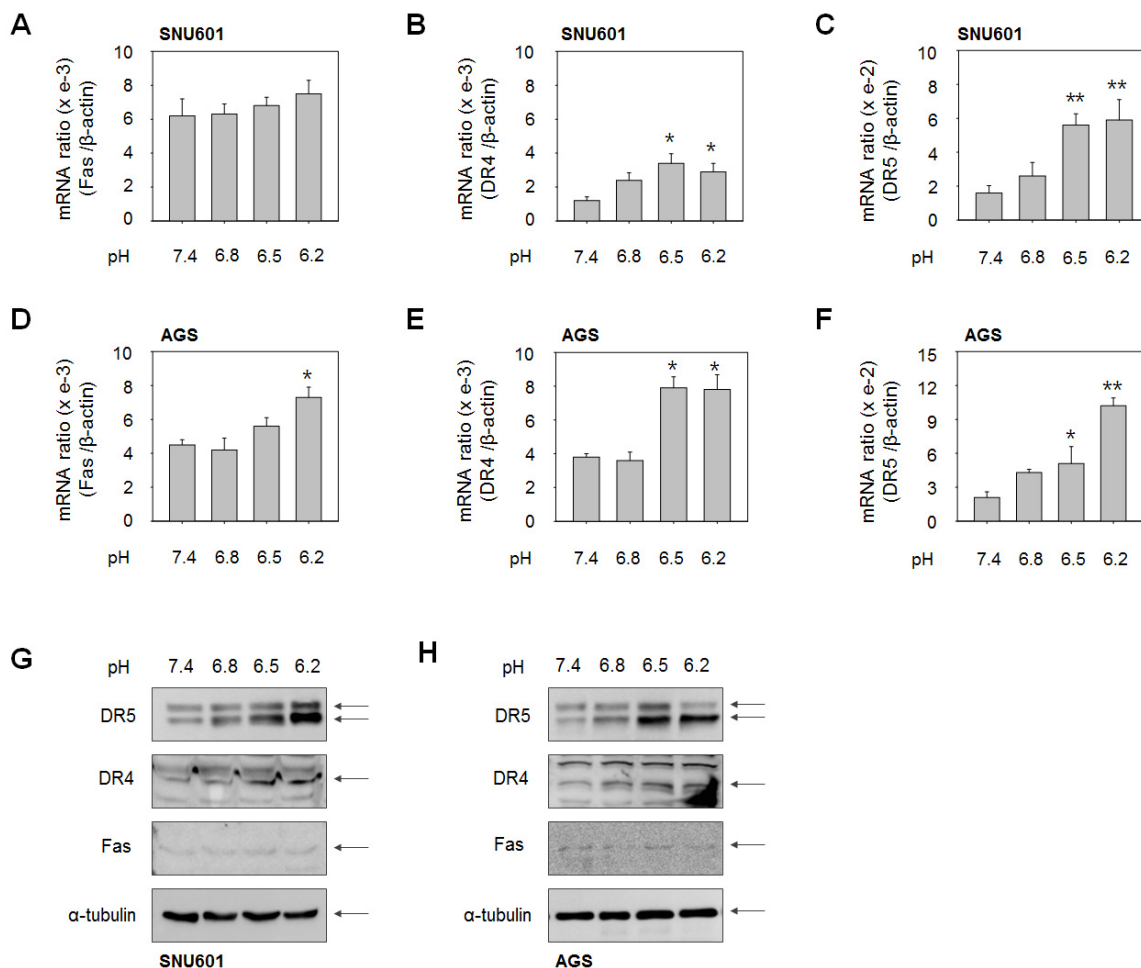 A
SNU601
mRNA ratio (x e-3)
(Fas /β-actin)
10
8
6
4
2
0
pH 7.4 6.8 6.5 6.2
B
SNU601
mRNA ratio (x e-3)
(DR4 /β-actin)
10
8
6
4
2
0
* *
pH 7.4 6.8 6.5 6.2
C
SNU601
mRNA ratio (x e-2)
(DR5 /β-actin)
10
8
6
4
2
0
** **
pH 7.4 6.8 6.5 6.2
D
AGS
mRNA ratio (x e-3)
(Fas /β-actin)
10
8
6
4
2
0
*
pH 7.4 6.8 6.5 6.2
E
AGS
mRNA ratio (x e-3)
(DR4 /β-actin)
10
8
6
4
2
0
* *
pH 7.4 6.8 6.5 6.2
F
AGS
mRNA ratio (x e-2)
(DR5 /β-actin)
15
12
9
6
3
0
* **
pH 7.4 6.8 6.5 6.2
G
pH 7.4 6.8 6.5 6.2
DR5
DR4
Fas
α-tubulin
SNU601
H
pH 7.4 6.8 6.5 6.2
DR5
DR4
Fas
α-tubulin
AGS